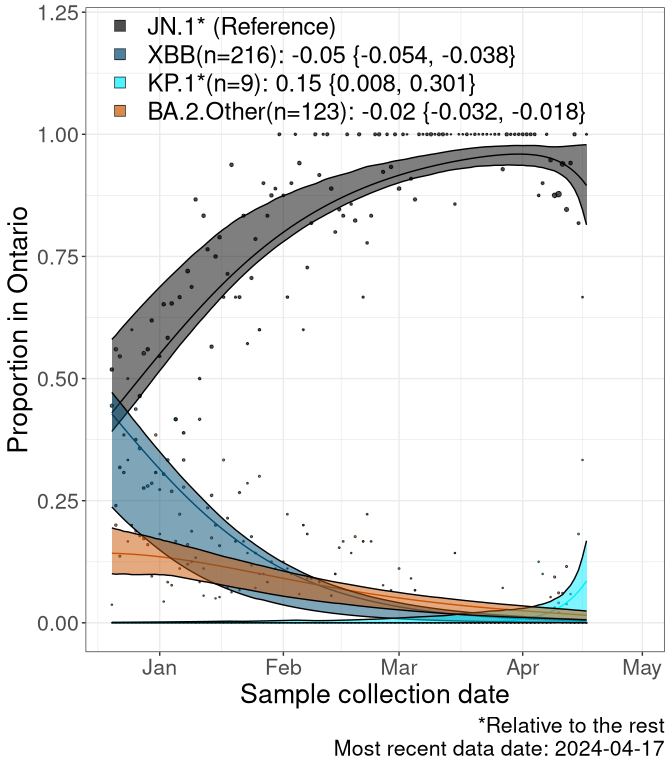 JN.1* (Reference)
XBB(n=216): -0.05 {-0.054, -0.038}
KP.1*(n=9): 0.15 {0.008, 0.301}
BA.2.Other(n=123): -0.02 {-0.032, -0.018}
1.25
1.00
0.75
0.50
0.25
0.00
Proportion in Ontario
Jan Feb Mar Apr May
Sample collection date
*Relative to the rest
Most recent data date: 2024-04-17